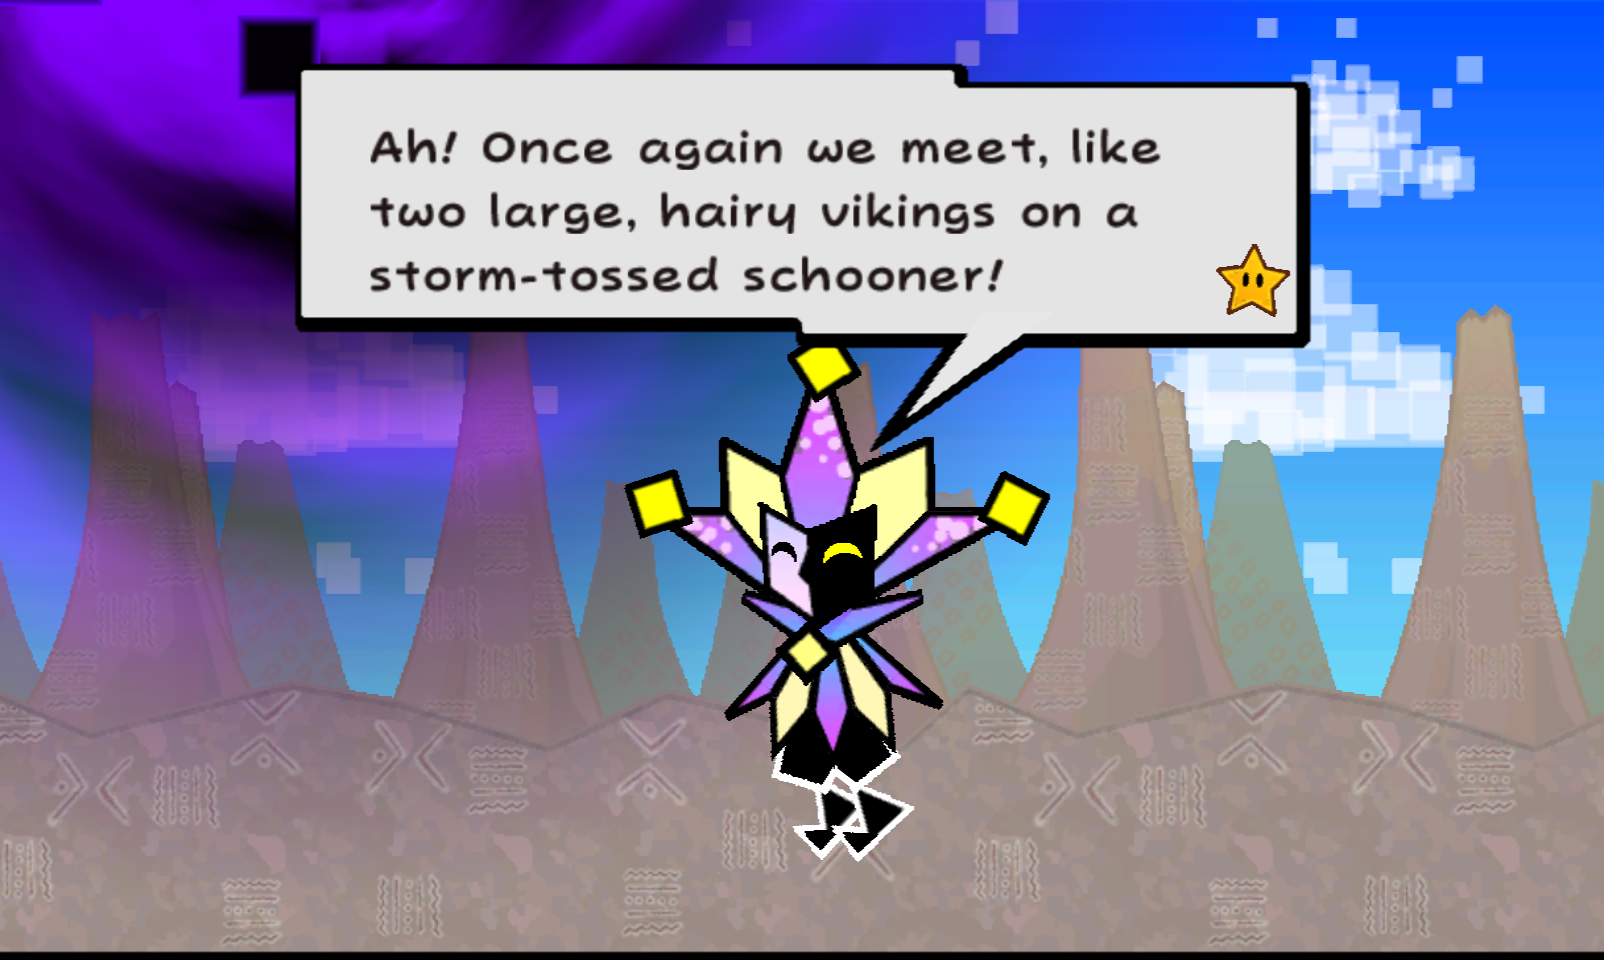 Ah! Once again we meet, like
two large, hairy vikings on a
storm-tossed schooner!